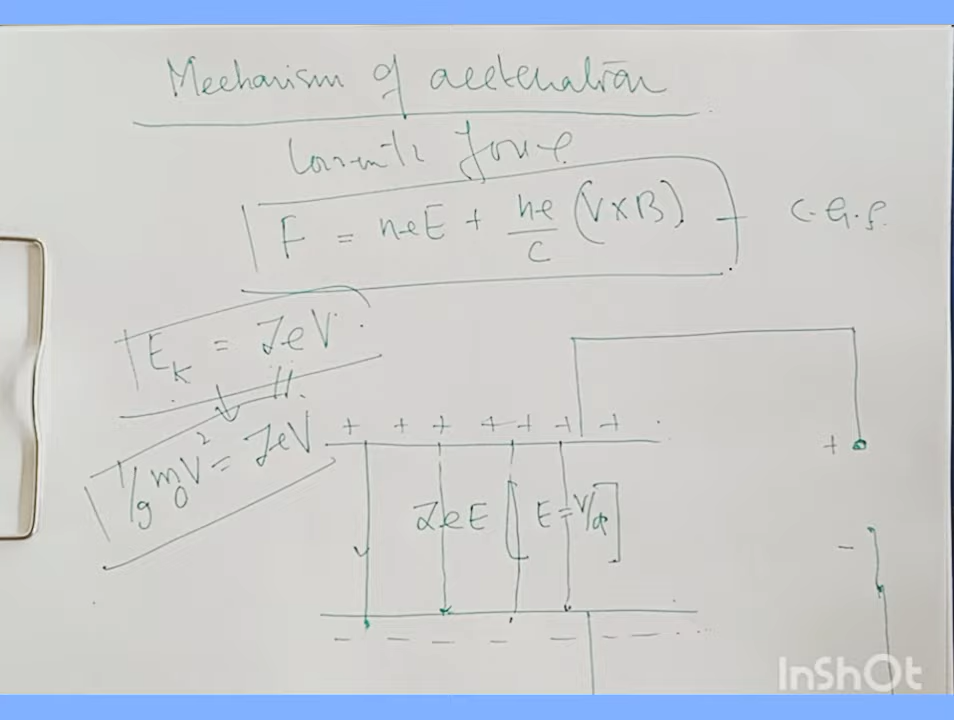 Mechanism of acceleration
Lorentz force
F = neE + ne/c (V×B) - C.G.S.
E_K = ZeV
1/2 m_0 V^2 = ZeV
+ + + + + + +
+
ZeE [E = V/d]
-
- - - - - - -
InShOt